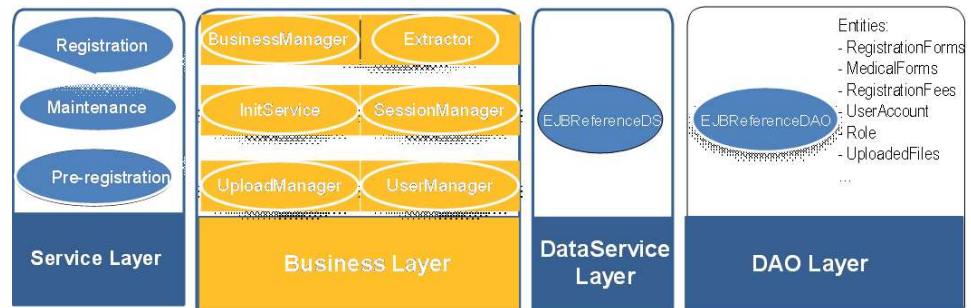 Registration
Maintenance
Pre-registration
Service Layer
BusinessManager
Extractor
InitService
SessionManager
UploadManager
UserManager
Business Layer
EJBReferenceDS
DataService
Layer
EJBReferenceDAO
Entities:
- RegistrationForms
- MedicalForms
- RegistrationFees
- UserAccount
- Role
- UploadedFiles
...
DAO Layer